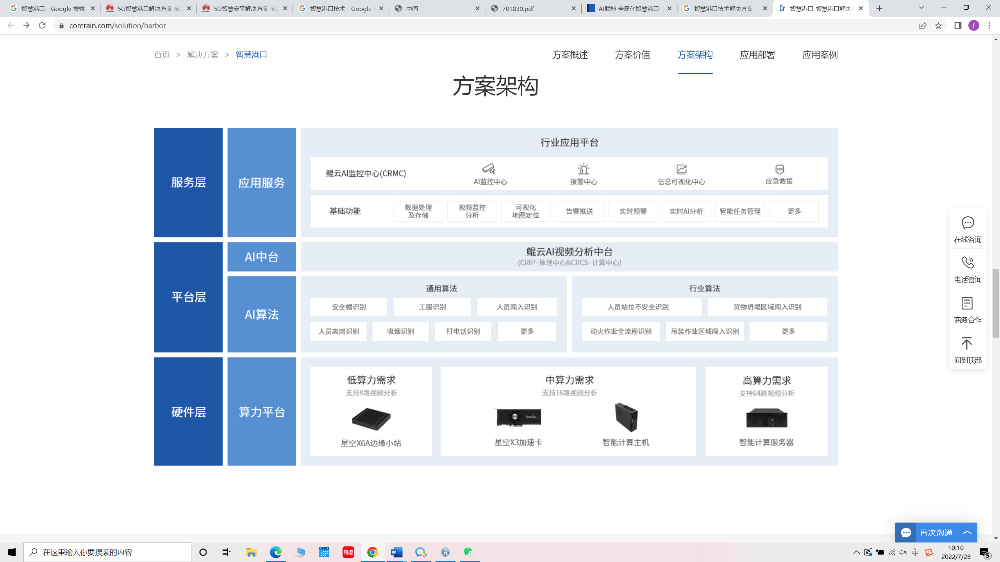 智慧港口 - Google 搜索
5G智慧港口解决方案-5G
5G智慧安平解决方案-5G
智慧港口技术 - Google
中间
701830.pdf
AI赋能 全局化智慧港口
智慧港口技术解决方案 -
Cr 智慧港口-智慧港口解决方
corerain.com/solution/harbor
f
首页 > 解决方案 > 智慧港口
方案概述 方案价值 方案架构 应用部署 应用案例
方案架构
服务层
应用服务
行业应用平台
鲲云AI监控中心(CRMC)
AI监控中心
报警中心
信息可视化中心
SOS
应急救援
基础功能
数据处理
及存储
视频监控
分析
可视化
地图定位
告警推送
实时预警
实时AI分析
智能任务管理
更多
平台层
AI中台
鲲云AI视频分析中台
(CRIP·推理中心&CRCS·计算中心)
AI算法
通用算法
安全帽识别
工服识别
人员闯入识别
人员离岗识别
吸烟识别
打电话识别
更多
行业算法
人员站位不安全识别
货物坍塌区域闯入识别
动火作业全流程识别
吊装作业区域闯入识别
更多
硬件层
算力平台
低算力需求
支持8路视频分析
星空X6A边缘小站
中算力需求
支持16路视频分析
星空X3加速卡
智能计算主机
高算力需求
支持64路视频分析
智能计算服务器
在线咨询
电话咨询
商务合作
回到顶部
再次沟通
在这里输入你要搜索的内容
有道
W
中
S
10:10
2022/7/28
5